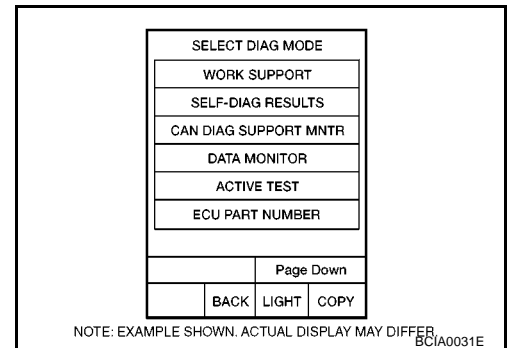 SELECT DIAG MODE
WORK SUPPORT
SELF-DIAG RESULTS
CAN DIAG SUPPORT MNTR
DATA MONITOR
ACTIVE TEST
ECU PART NUMBER
Page Down
BACK LIGHT COPY
NOTE: EXAMPLE SHOWN. ACTUAL DISPLAY MAY DIFFER.
BCIA0031E